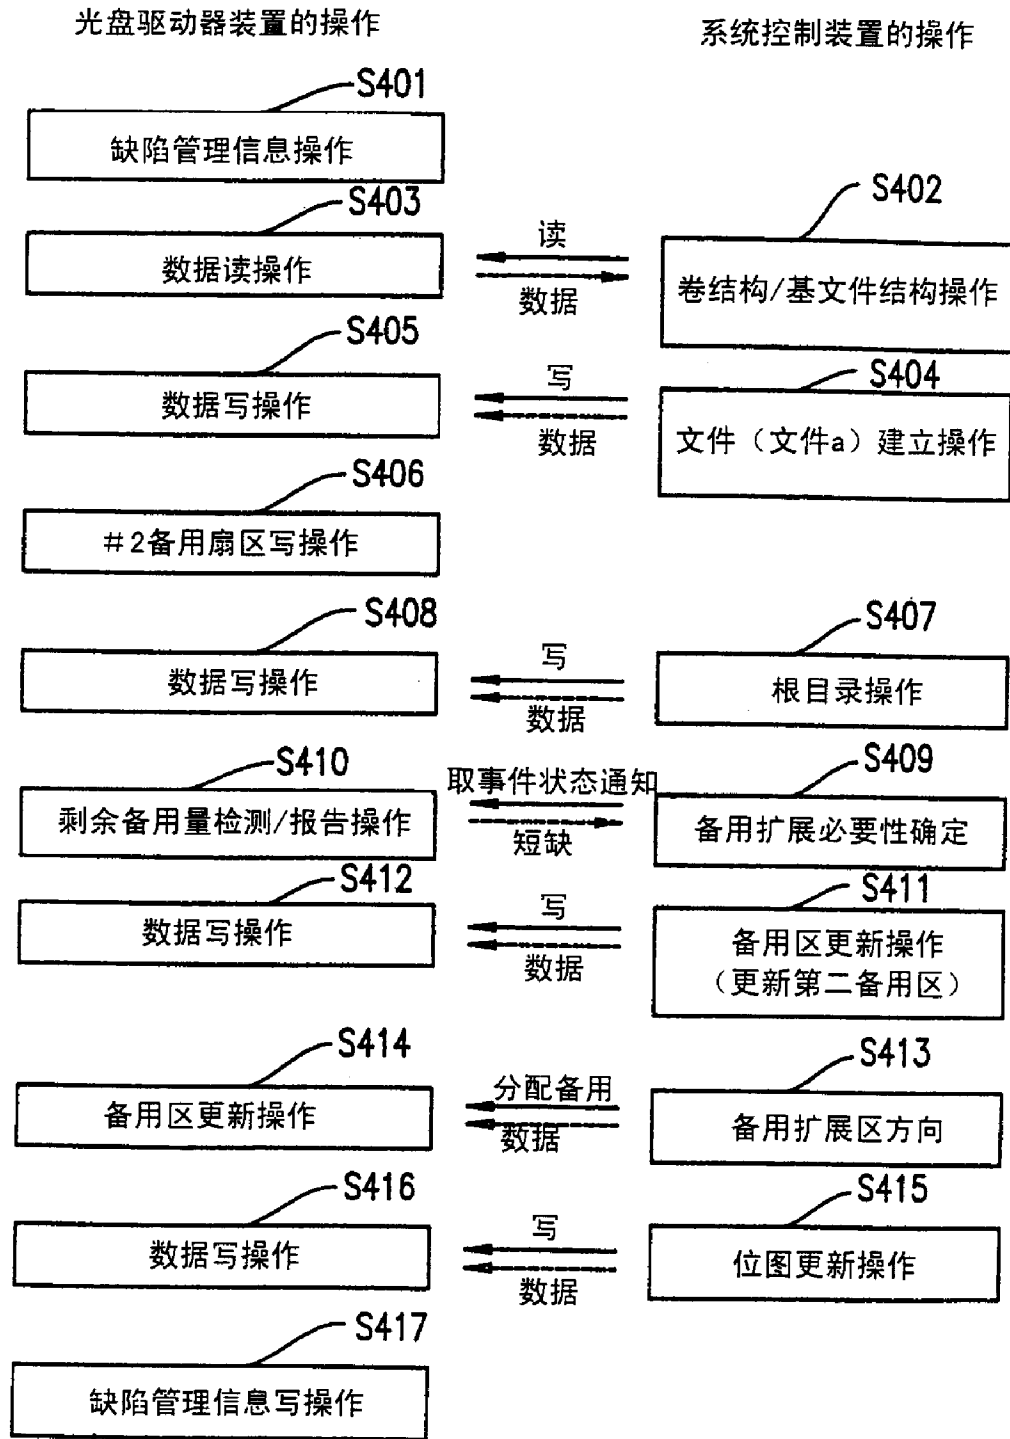 光盘驱动器装置的操作
系统控制装置的操作
S401
缺陷管理信息操作
S403
S402
数据读操作
读
数据
卷结构/基文件结构操作
S405
S404
数据写操作
写
数据
文件（文件a）建立操作
S406
#2备用扇区写操作
S408
S407
数据写操作
写
数据
根目录操作
S410
S409
剩余备用量检测/报告操作
取事件状态通知
短缺
备用扩展必要性确定
S412
S411
数据写操作
写
数据
备用区更新操作
（更新第二备用区）
S414
S413
备用区更新操作
分配备用
数据
备用扩展区方向
S416
S415
数据写操作
写
数据
位图更新操作
S417
缺陷管理信息写操作